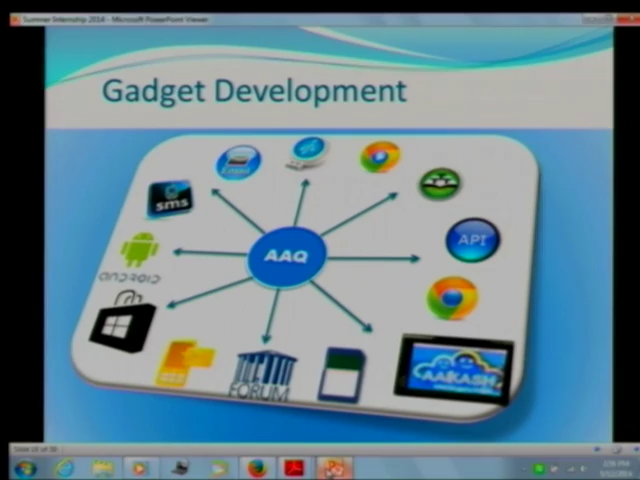 Summer Internship 2014 - Microsoft PowerPoint Viewer
Gadget Development
Email
sms
API
AAQ
ANDROID
FORUM
AAKASH